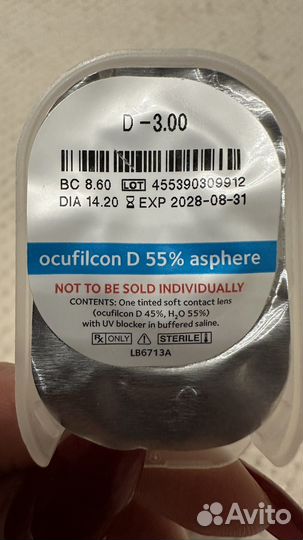 D -3.00
BC 8.60 LOT 455390309912
DIA 14.20 EXP 2028-08-31
ocufilcon D 55% asphere
NOT TO BE SOLD INDIVIDUALLY
CONTENTS: One tinted soft contact lens
(ocufilcon D 45%, H₂O 55%)
with UV blocker in buffered saline.
Rx ONLY STERILE
LB6713A
Avito